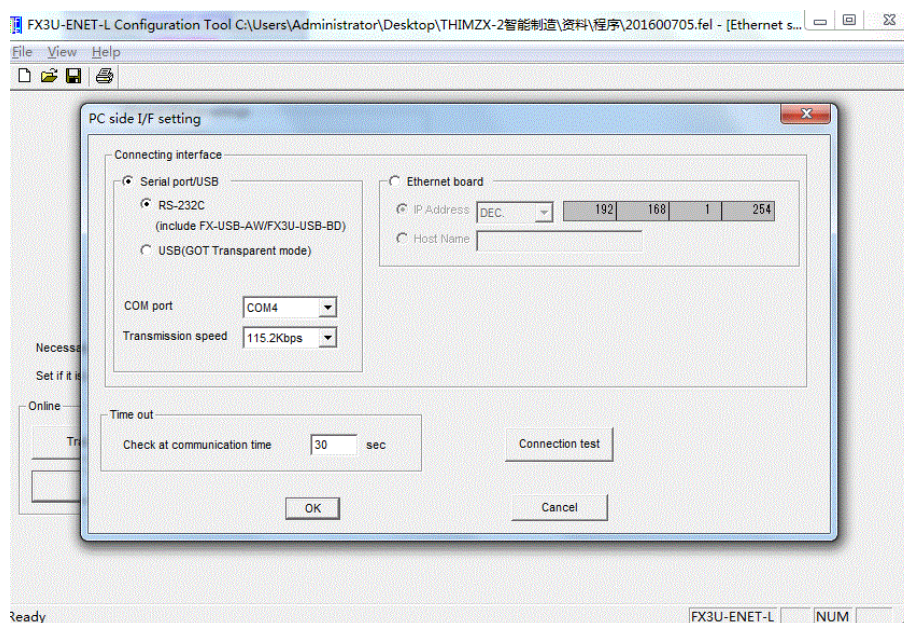 FX3U-ENET-L Configuration Tool C:\Users\Administrator\Desktop\THIMZX-2智能制造\资料\程序\201600705.fel - [Ethernet s...
File View Help
PC side I/F setting
Connecting interface
Serial port/USB
RS-232C
(include FX-USB-AW/FX3U-USB-BD)
USB(GOT Transparent mode)
COM port COM4
Transmission speed 115.2Kbps
Ethernet board
IP Address DEC. 192 168 1 254
Host Name
Necessa
Set if it is
Online
Tra
Time out
Check at communication time 30 sec
Connection test
OK Cancel
Ready FX3U-ENET-L NUM